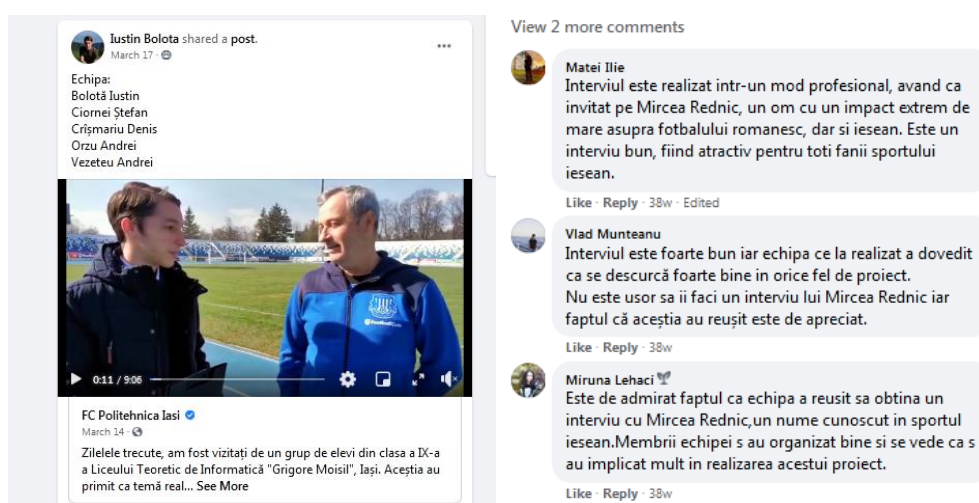 Iustin Bolota shared a post.
March 17
Echipa:
Bolotă Iustin
Ciornei Ștefan
Crîșmariu Denis
Orzu Andrei
Vezeteu Andrei
0:11 / 9:06
FC Politehnica Iasi
March 14
Zilelele trecute, am fost vizitați de un grup de elevi din clasa a IX-a
a Liceului Teoretic de Informatică "Grigore Moisil", Iași. Aceștia au
primit ca temă real... See More
View 2 more comments
Matei Ilie
Interviul este realizat intr-un mod profesional, avand ca
invitat pe Mircea Rednic, un om cu un impact extrem de
mare asupra fotbalului romanesc, dar si iesean. Este un
interviu bun, fiind atractiv pentru toti fanii sportului
iesean.
Like · Reply · 38w · Edited
Vlad Munteanu
Interviul este foarte bun iar echipa ce la realizat a dovedit
ca se descurcă foarte bine in orice fel de proiect.
Nu este usor sa ii faci un interviu lui Mircea Rednic iar
faptul că aceștia au reușit este de apreciat.
Like · Reply · 38w
Miruna Lehaci
Este de admirat faptul ca echipa a reusit sa obtina un
interviu cu Mircea Rednic,un nume cunoscut in sportul
iesean.Membrii echipei s au organizat bine si se vede ca s
au implicat mult in realizarea acestui proiect.
Like · Reply · 38w